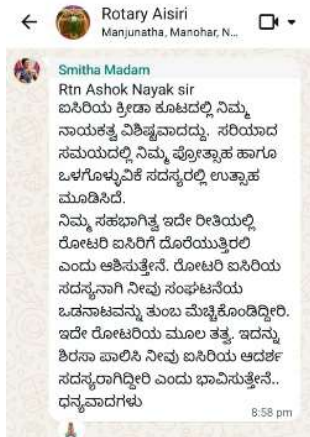 Rotary Aisiri
Manjunatha, Manohar, N...
Smitha Madam
Rtn Ashok Nayak sir
ಐಸಿರಿಯ ಕ್ರೀಡಾ ಕೂಟದಲ್ಲಿ ನಿಮ್ಮ
ನಾಯಕತ್ವ ವಿಶಿಷ್ಟವಾದದ್ದು. ಸರಿಯಾದ
ಸಮಯದಲ್ಲಿ ನಿಮ್ಮ ಪ್ರೋತ್ಸಾಹ ಹಾಗೂ
ಒಳಗೊಳ್ಳುವಿಕೆ ಸದಸ್ಯರಲ್ಲಿ ಉತ್ಸಾಹ
ಮೂಡಿಸಿದೆ.
ನಿಮ್ಮ ಸಹಭಾಗಿತ್ವ ಇದೇ ರೀತಿಯಲ್ಲಿ
ರೋಟರಿ ಐಸಿರಿಗೆ ದೊರೆಯುತ್ತಿರಲಿ
ಎಂದು ಆಶಿಸುತ್ತೇನೆ. ರೋಟರಿ ಐಸಿರಿಯ
ಸದಸ್ಯನಾಗಿ ನೀವು ಸಂಘಟನೆಯ
ಒಡನಾಟವನ್ನು ತುಂಬ ಮೆಚ್ಚಿಕೊಂಡಿದ್ದೀರಿ.
ಇದೇ ರೋಟರಿಯ ಮೂಲ ತತ್ವ. ಇದನ್ನು
ಶಿರಸಾ ಪಾಲಿಸಿ ನೀವು ಐಸಿರಿಯ ಆದರ್ಶ
ಸದಸ್ಯರಾಗಿದ್ದೀರಿ ಎಂದು ಭಾವಿಸುತ್ತೇನೆ..
ಧನ್ಯವಾದಗಳು
8:58 pm